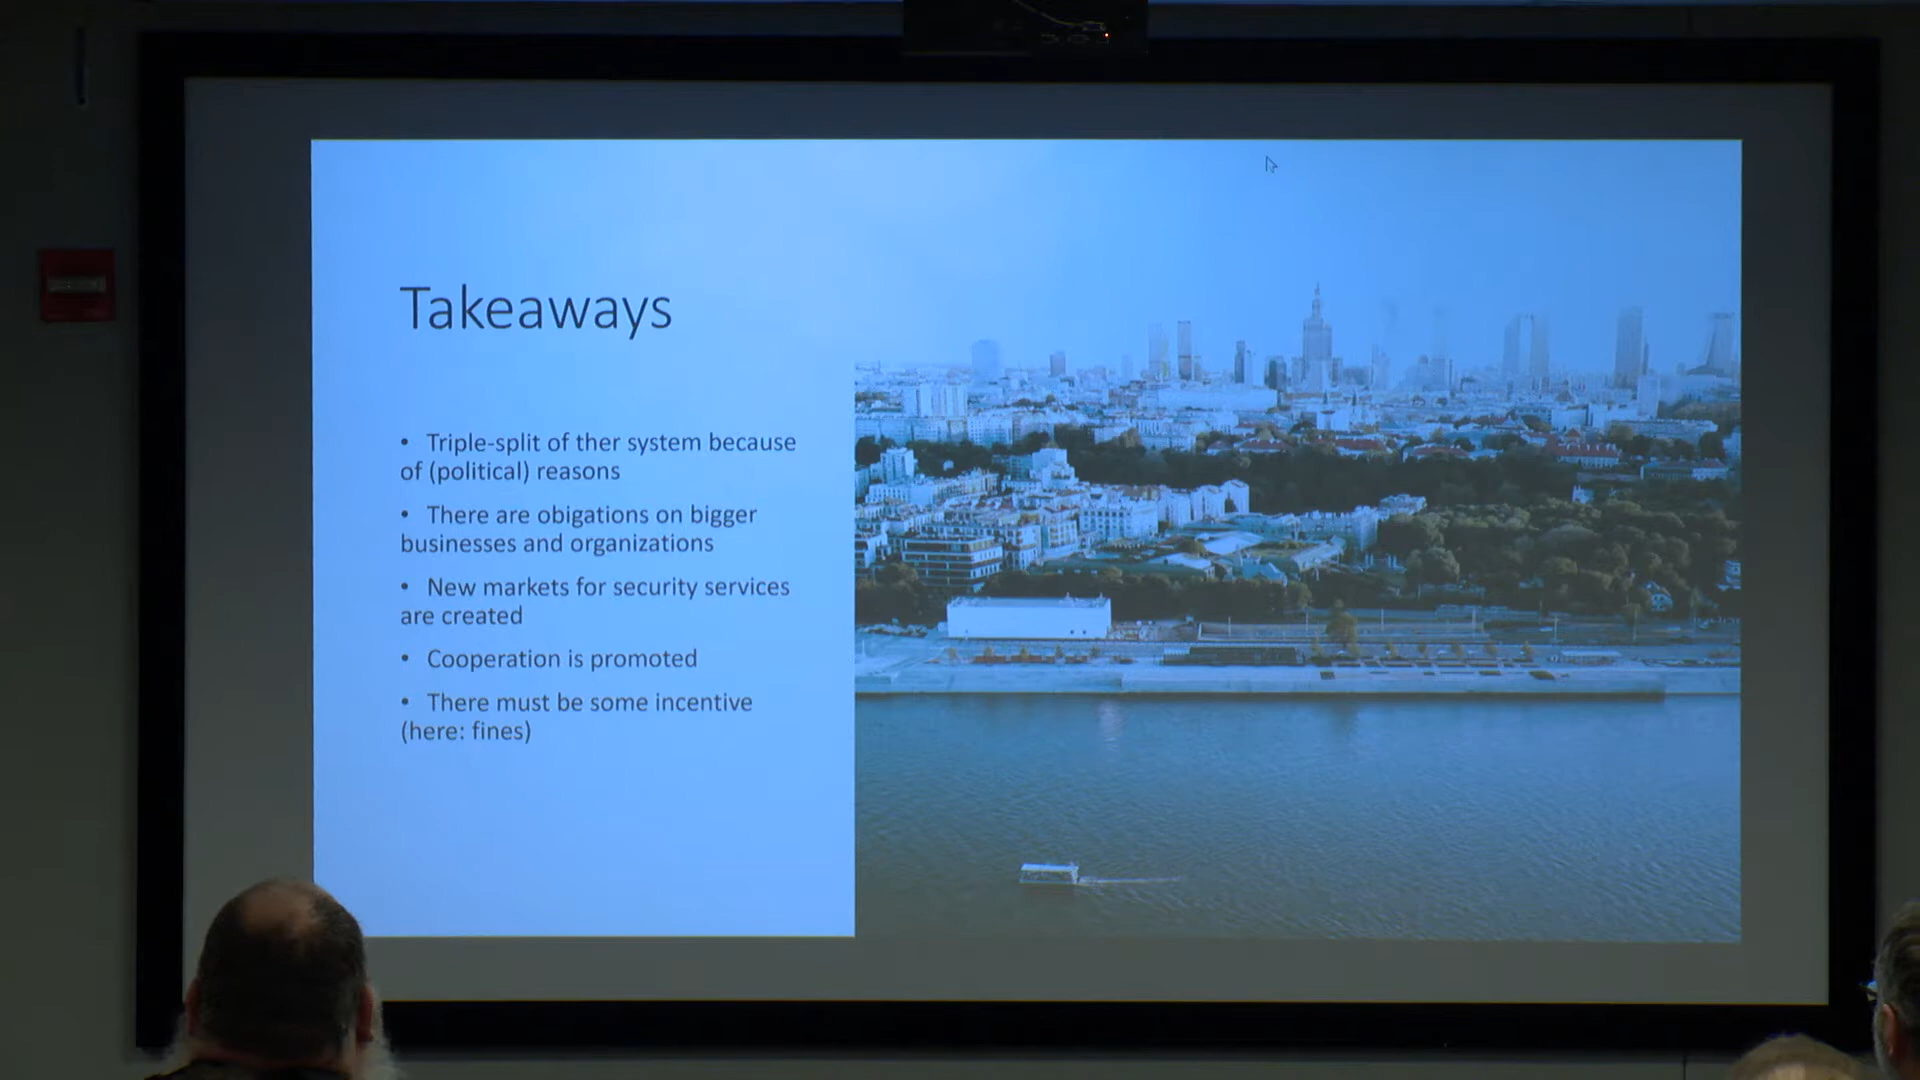 Takeaways
• Triple-split of ther system because
of (political) reasons
• There are obigations on bigger
businesses and organizations
• New markets for security services
are created
• Cooperation is promoted
• There must be some incentive
(here: fines)